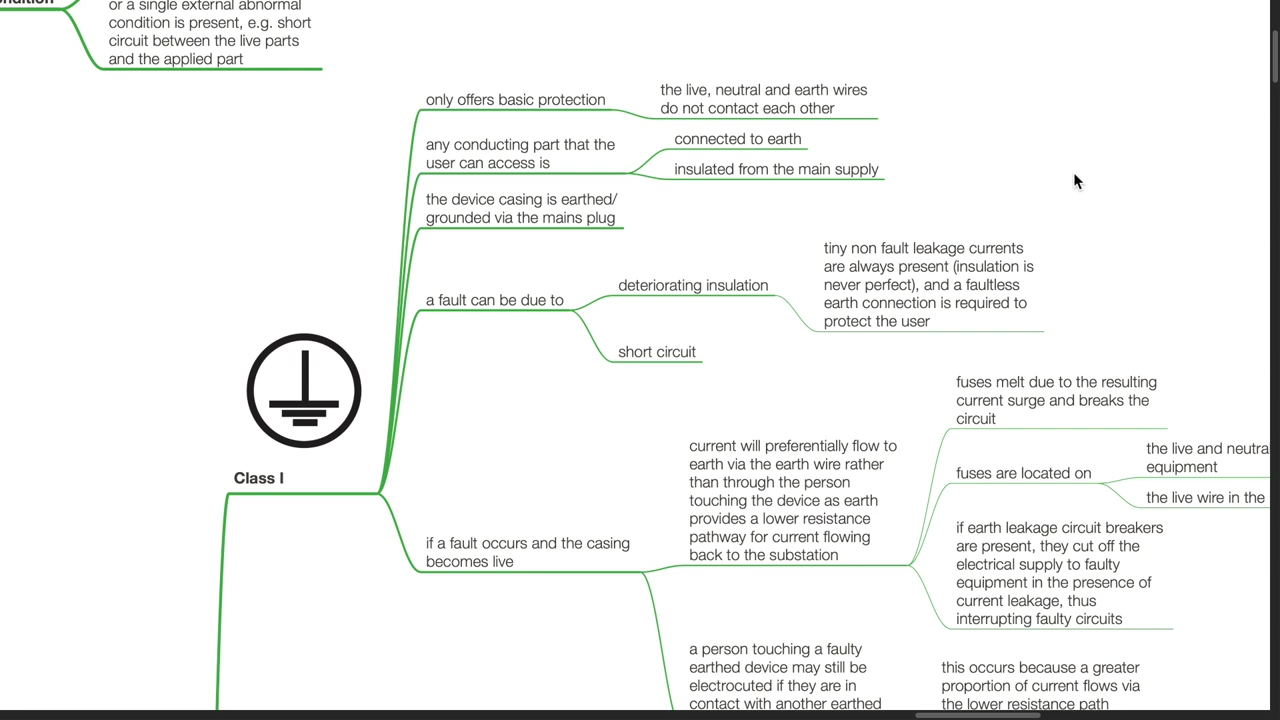 or a single external abnormal
condition is present, e.g. short
circuit between the live parts
and the applied part
only offers basic protection
the live, neutral and earth wires
do not contact each other
any conducting part that the
user can access is
connected to earth
insulated from the main supply
the device casing is earthed/
grounded via the mains plug
a fault can be due to
deteriorating insulation
tiny non fault leakage currents
are always present (insulation is
never perfect), and a faultless
earth connection is required to
protect the user
short circuit
Class I
if a fault occurs and the casing
becomes live
current will preferentially flow to
earth via the earth wire rather
than through the person
touching the device as earth
provides a lower resistance
pathway for current flowing
back to the substation
fuses melt due to the resulting
current surge and breaks the
circuit
fuses are located on
the live and neutra
equipment
the live wire in the
if earth leakage circuit breakers
are present, they cut off the
electrical supply to faulty
equipment in the presence of
current leakage, thus
interrupting faulty circuits
a person touching a faulty
earthed device may still be
electrocuted if they are in
contact with another earthed
this occurs because a greater
proportion of current flows via
the lower resistance path